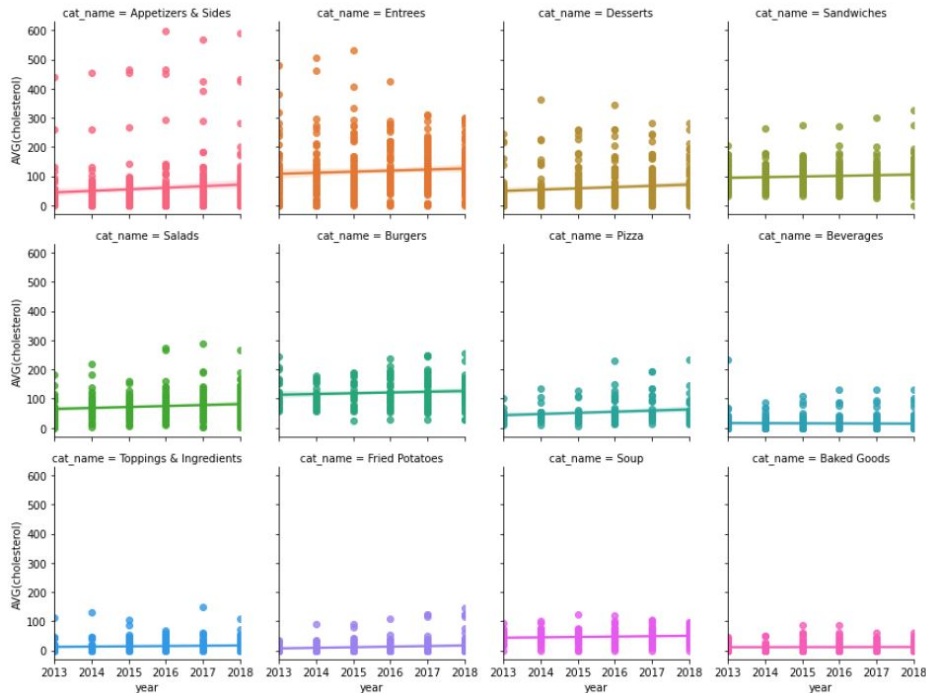 cat_name = Appetizers & Sides
cat_name = Entrees
cat_name = Desserts
cat_name = Sandwiches
600
500
400
300
200
100
0
AVG(cholesterol)
cat_name = Salads
cat_name = Burgers
cat_name = Pizza
cat_name = Beverages
600
500
400
300
200
100
0
AVG(cholesterol)
cat_name = Toppings & Ingredients
cat_name = Fried Potatoes
cat_name = Soup
cat_name = Baked Goods
600
500
400
300
200
100
0
AVG(cholesterol)
2013 2014 2015 2016 2017 2018
2013 2014 2015 2016 2017 2018
2013 2014 2015 2016 2017 2018
2013 2014 2015 2016 2017 2018
year
year
year
year